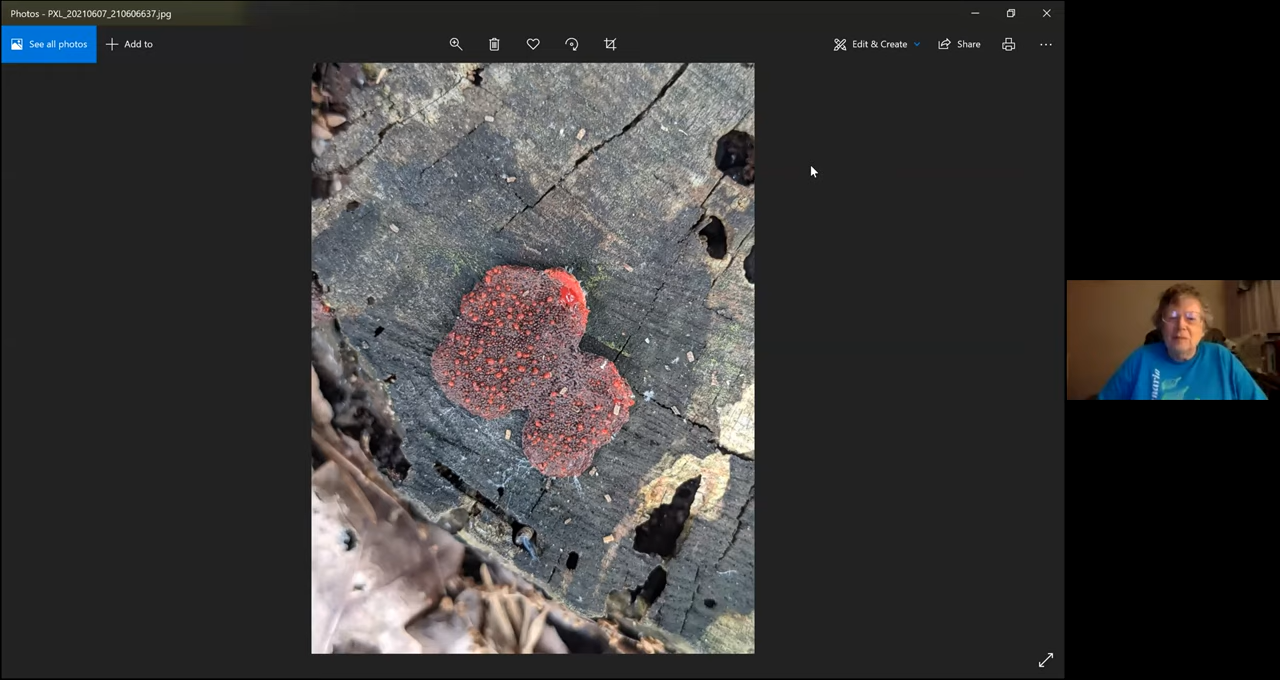 Photos - PXL_20210607_210606637.jpg
See all photos
Add to
Edit & Create
Share